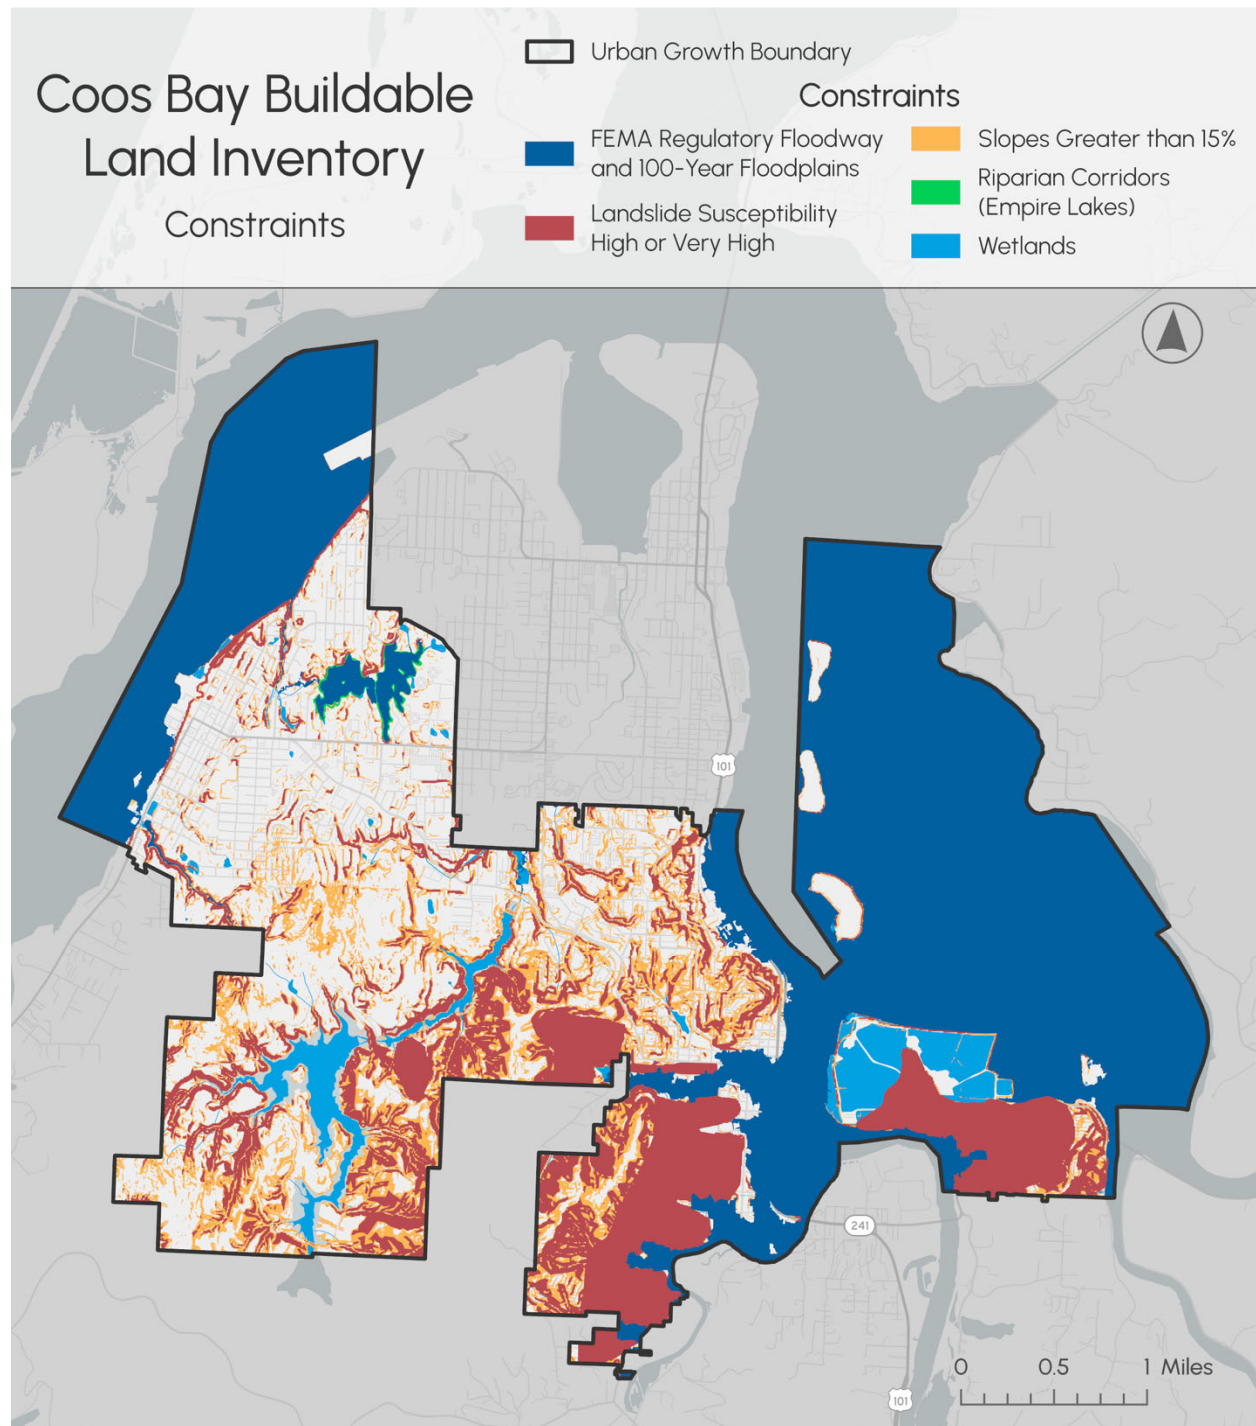 Coos Bay Buildable
Land Inventory
Constraints
Urban Growth Boundary
Constraints
FEMA Regulatory Floodway
and 100-Year Floodplains
Landslide Susceptibility
High or Very High
Slopes Greater than 15%
Riparian Corridors
(Empire Lakes)
Wetlands
101
241
0 0.5 1 Miles
101